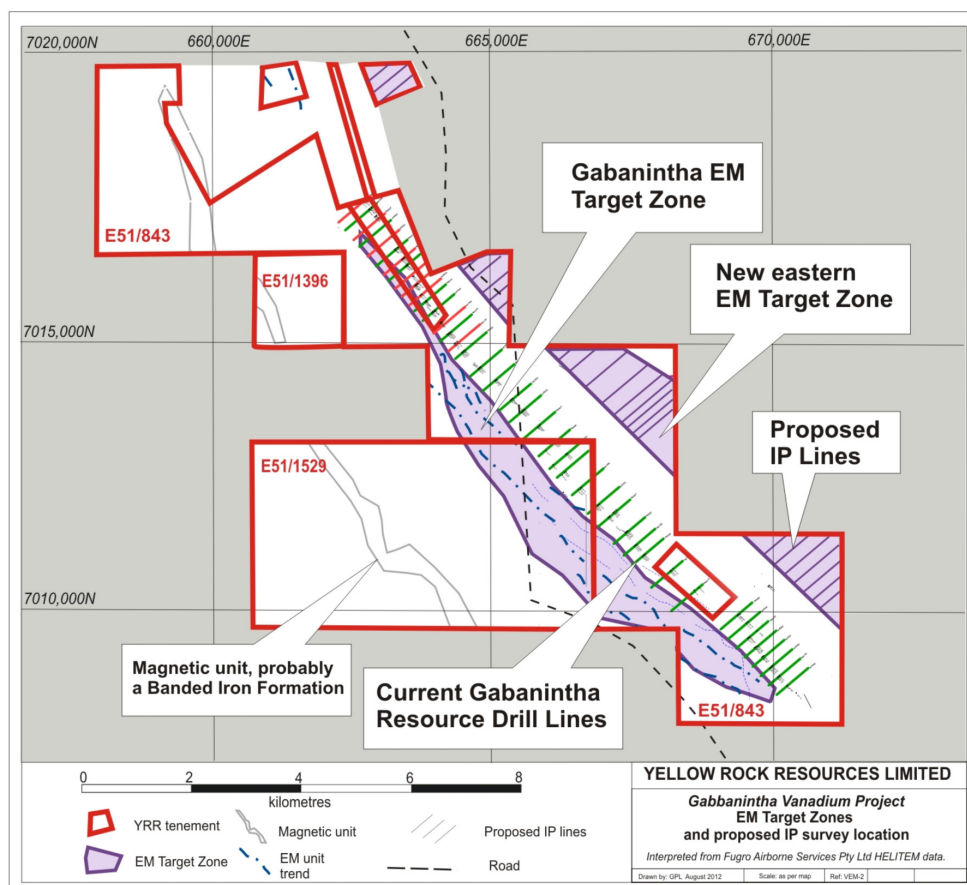 660,000E 665,000E 670,000E
7020,000N
Gabanintha EM
Target Zone
E51/843
New eastern
EM Target Zone
E51/1396
7015,000N
Proposed
IP Lines
E51/1529
7010,000N
Magnetic unit, probably
a Banded Iron Formation
Current Gabanintha
Resource Drill Lines
E51/843
0 2 4 6 8
kilometres
YRR tenement
Magnetic unit
Proposed IP lines
EM Target Zone
EM unit
trend
Road
YELLOW ROCK RESOURCES LIMITED
Gabbanintha Vanadium Project
EM Target Zones
and proposed IP survey location
Interpreted from Fugro Airborne Services Pty Ltd HELITEM data.
Drawn by: GPL August 2012 Scale: as per map Ref: VEM-2